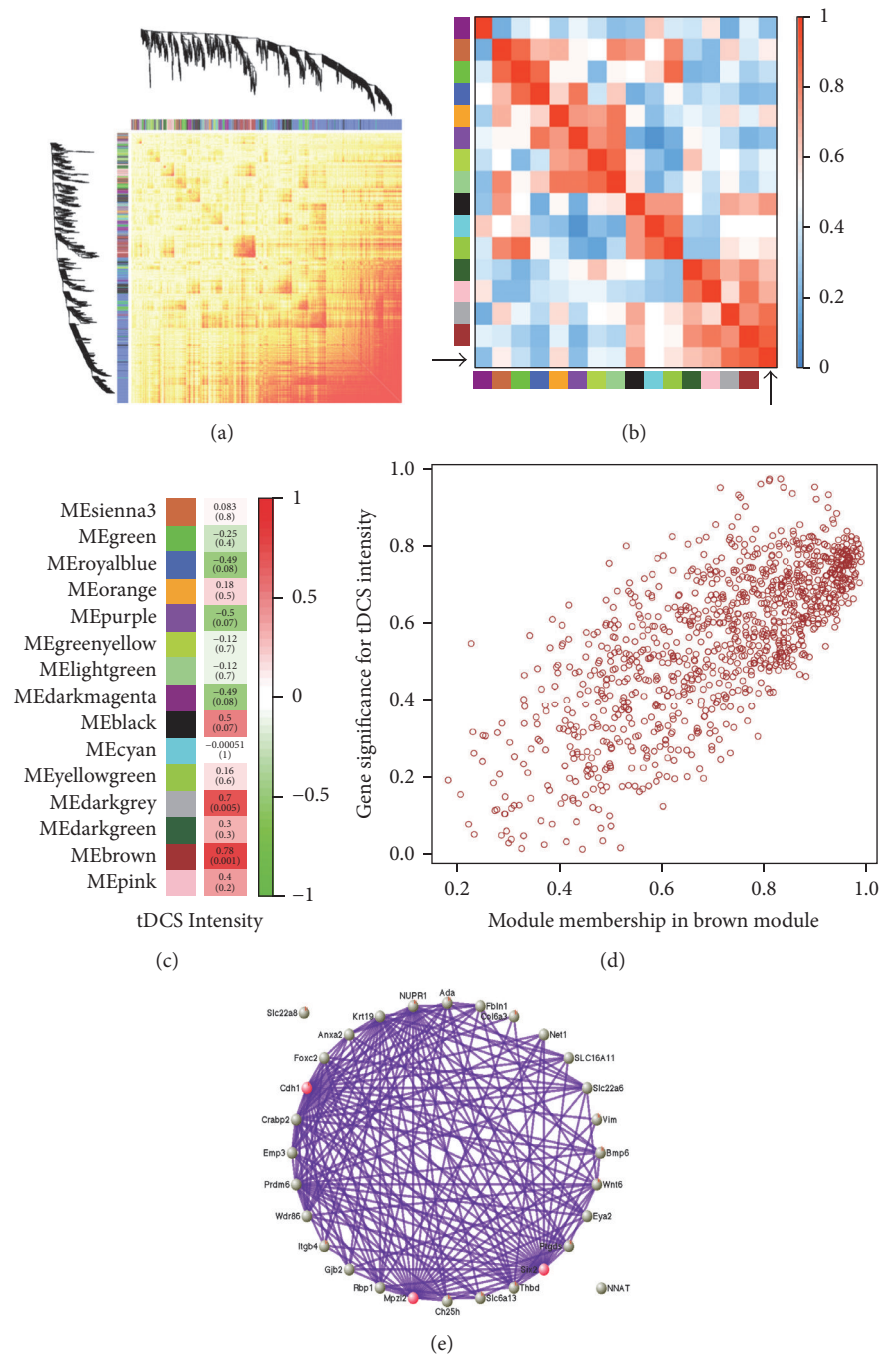 1
0.8
0.6
0.4
0.2
0
(a)
(b)
MEsienna3 0.083 (0.8)
MEgreen −0.25 (0.4)
MEroyalblue −0.49 (0.08)
MEorange 0.18 (0.5)
MEpurple −0.5 (0.07)
MEgreenyellow −0.12 (0.7)
MElightgreen −0.12 (0.7)
MEdarkmagenta −0.49 (0.08)
MEblack 0.5 (0.07)
MEcyan −0.00051 (1)
MEyellowgreen 0.16 (0.6)
MEdarkgrey 0.7 (0.005)
MEdarkgreen 0.3 (0.3)
MEbrown 0.78 (0.001)
MEpink 0.4 (0.2)
1
0.5
0
−0.5
−1
tDCS Intensity
(c)
Gene significance for tDCS intensity
1.0
0.8
0.6
0.4
0.2
0.0
0.2 0.4 0.6 0.8 1.0
Module membership in brown module
(d)
Slc22a8
NUPR1
Ada
Fbln1
Col6a3
Krt19
Anxa2
Net1
Foxc2
SLC16A11
Cdh1
Slc22a6
Crabp2
Vim
Emp3
Bmp6
Prdm6
Wnt6
Wdr86
Eya2
Itgb4
Gjb2
Rbp1
Thbd
NNAT
Mpzl2
Slc6a13
Ch25h
(e)